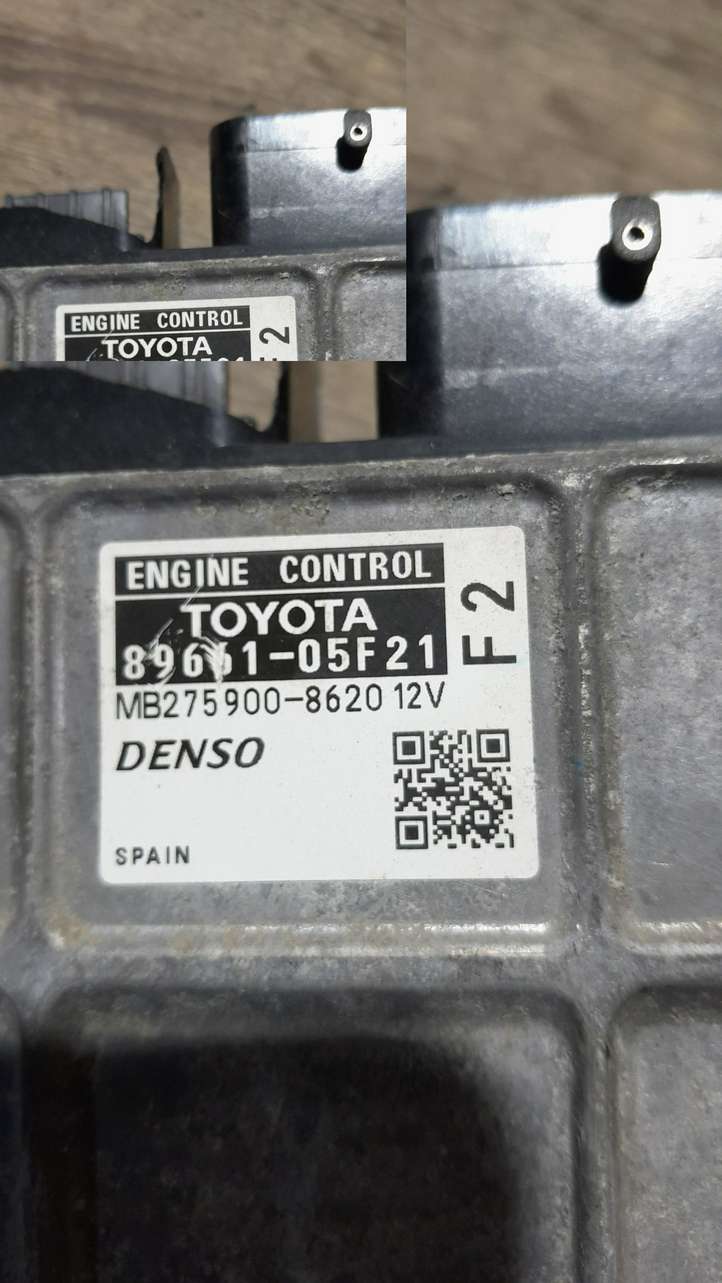 ENGINE CONTROL
TOYOTA
F2
ENGINE CONTROL
TOYOTA
89661-05F21
F2
MB275900-8620 12V
DENSO
SPAIN